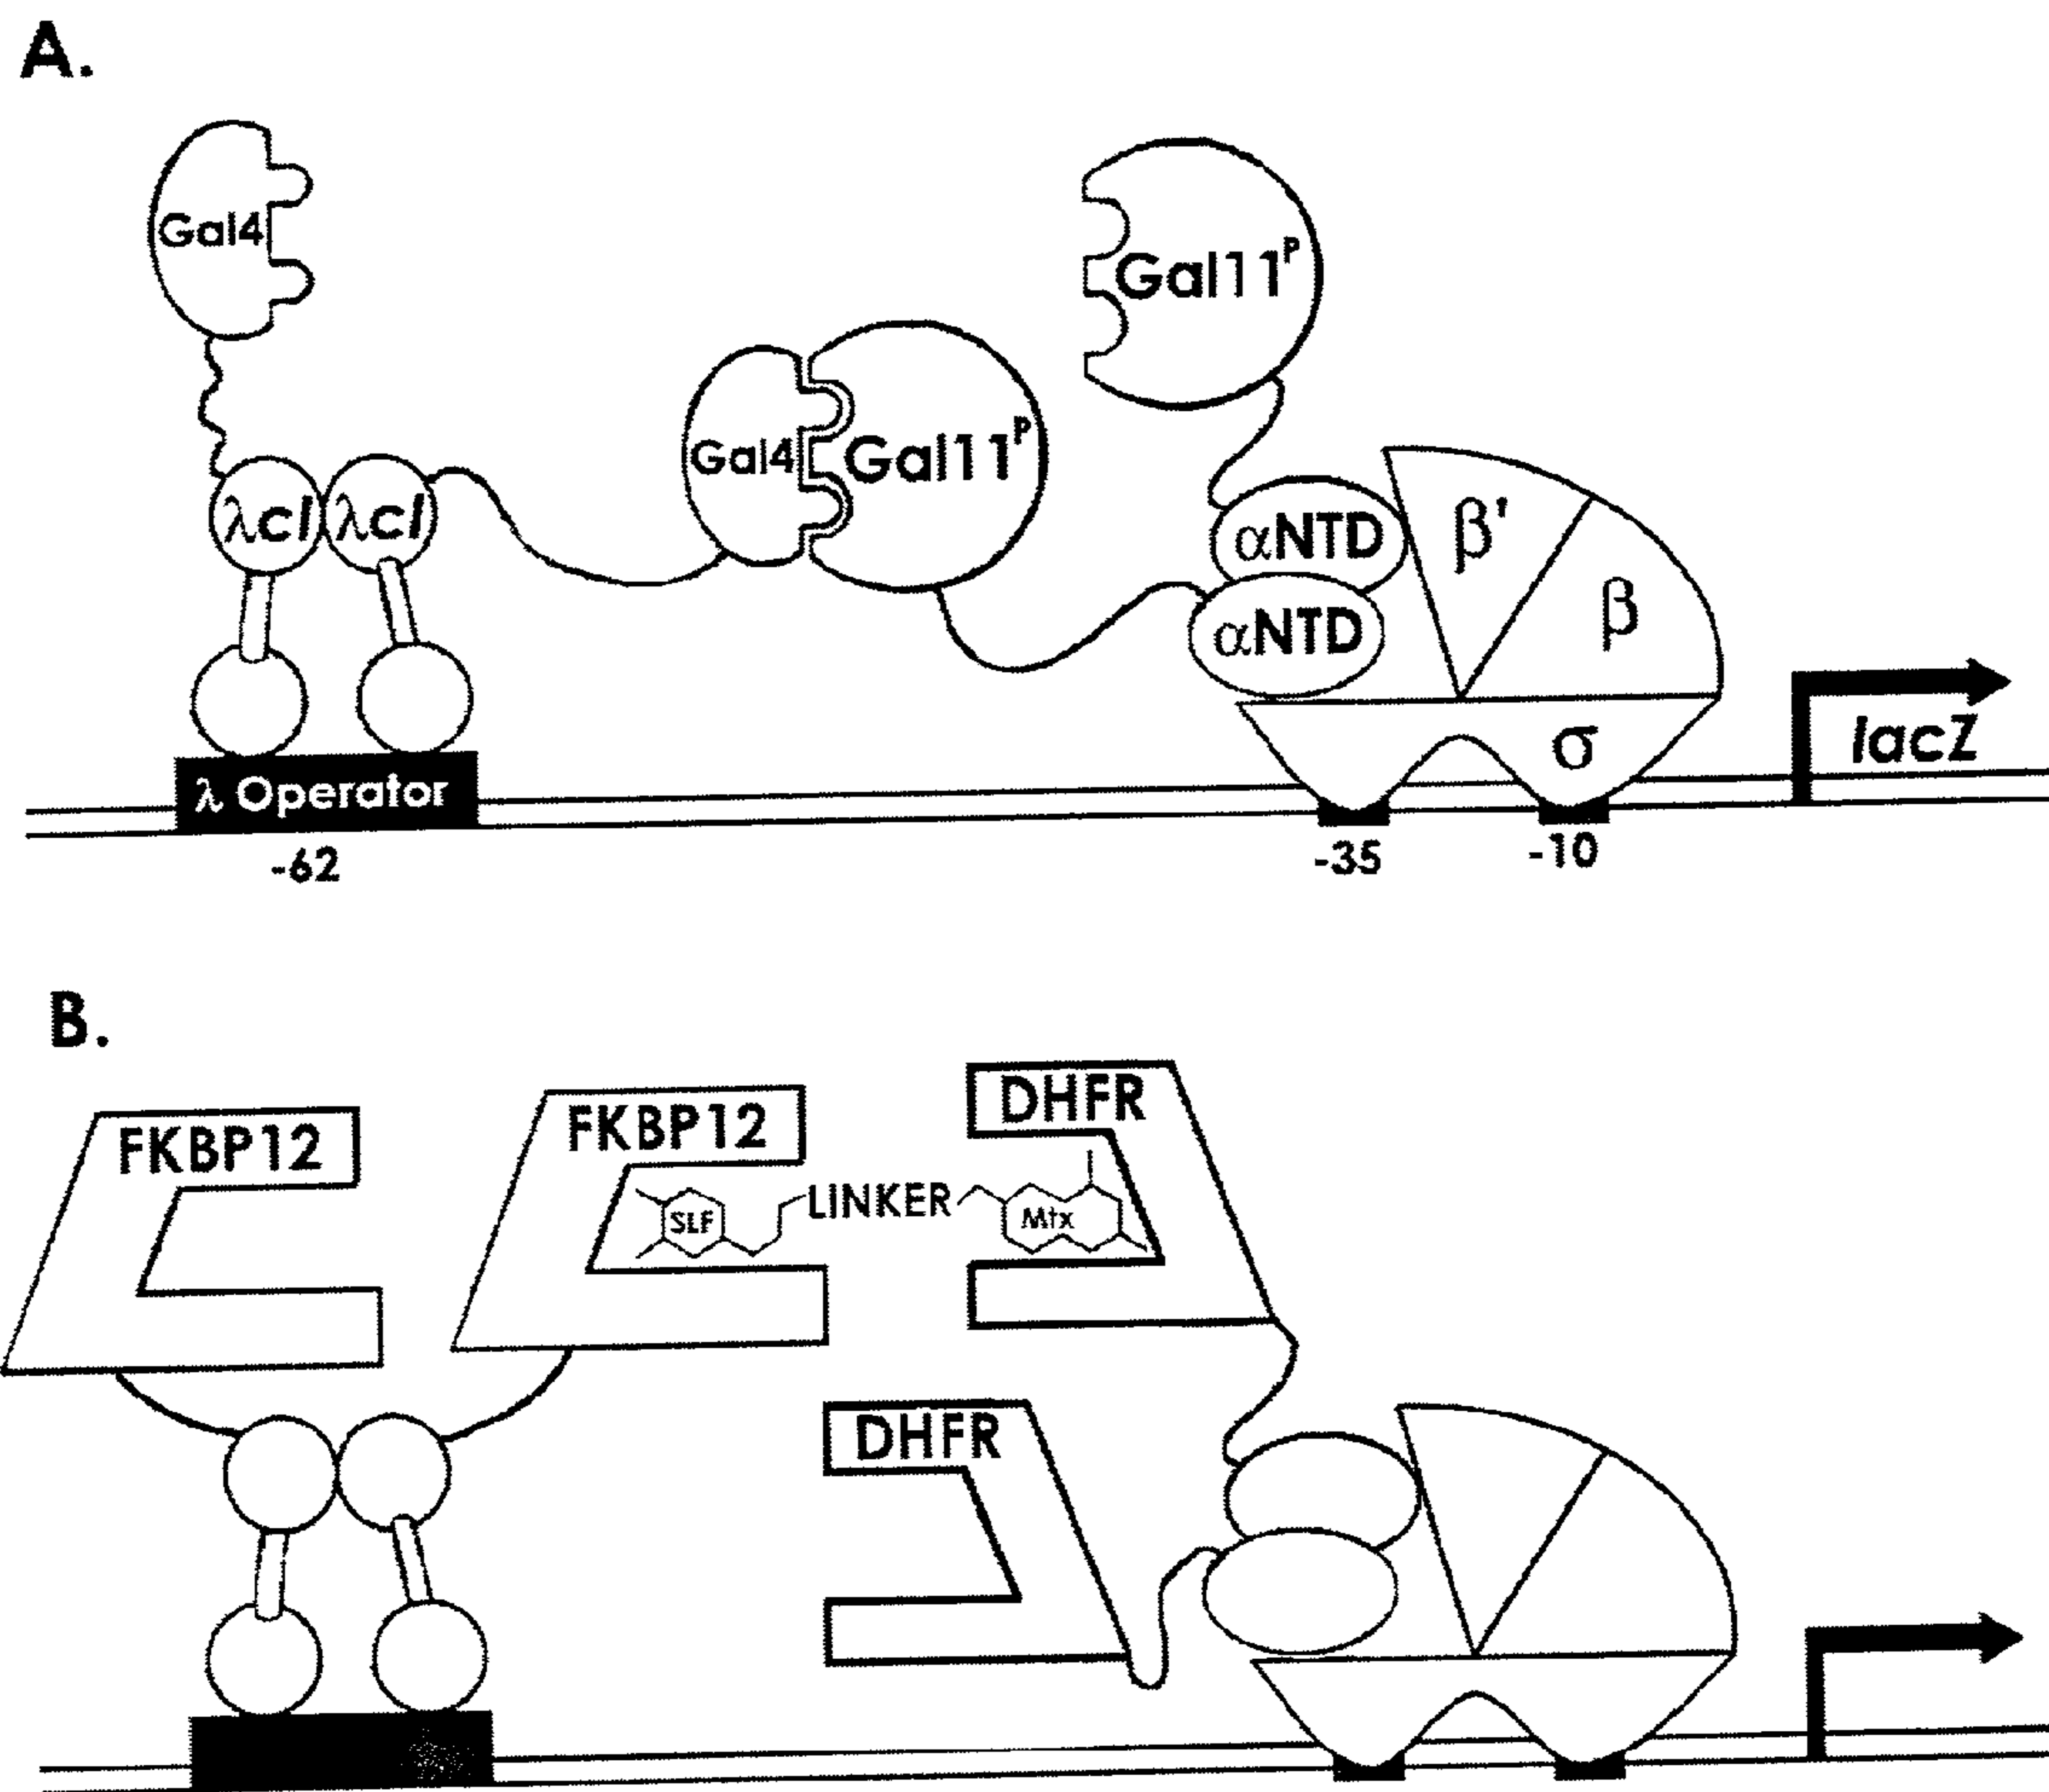 A.
Gal4
Gal11P
Gal4
Gal11P
λcI
λcI
αNTD
αNTD
β'
β
σ
lacZ
λ Operator
-62
-35
-10
B.
FKBP12
FKBP12
DHFR
SLF
LINKER
Mtx
DHFR